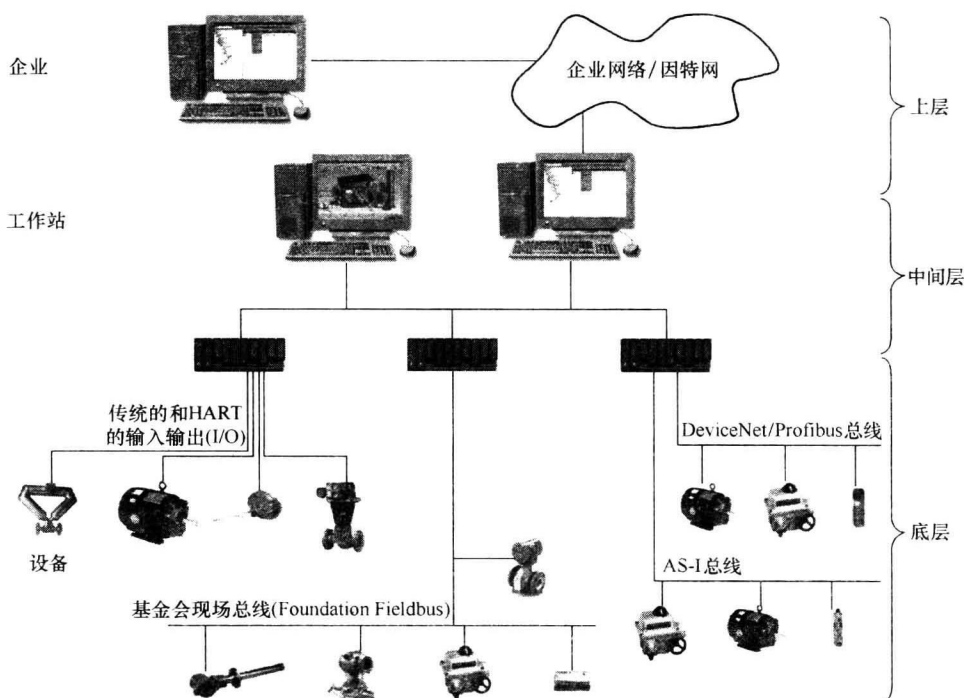 企业
企业网络/因特网
上层
工作站
中间层
传统的和HART
的输入输出(I/O)
DeviceNet/Profibus总线
设备
底层
AS-I总线
基金会现场总线(Foundation Fieldbus)